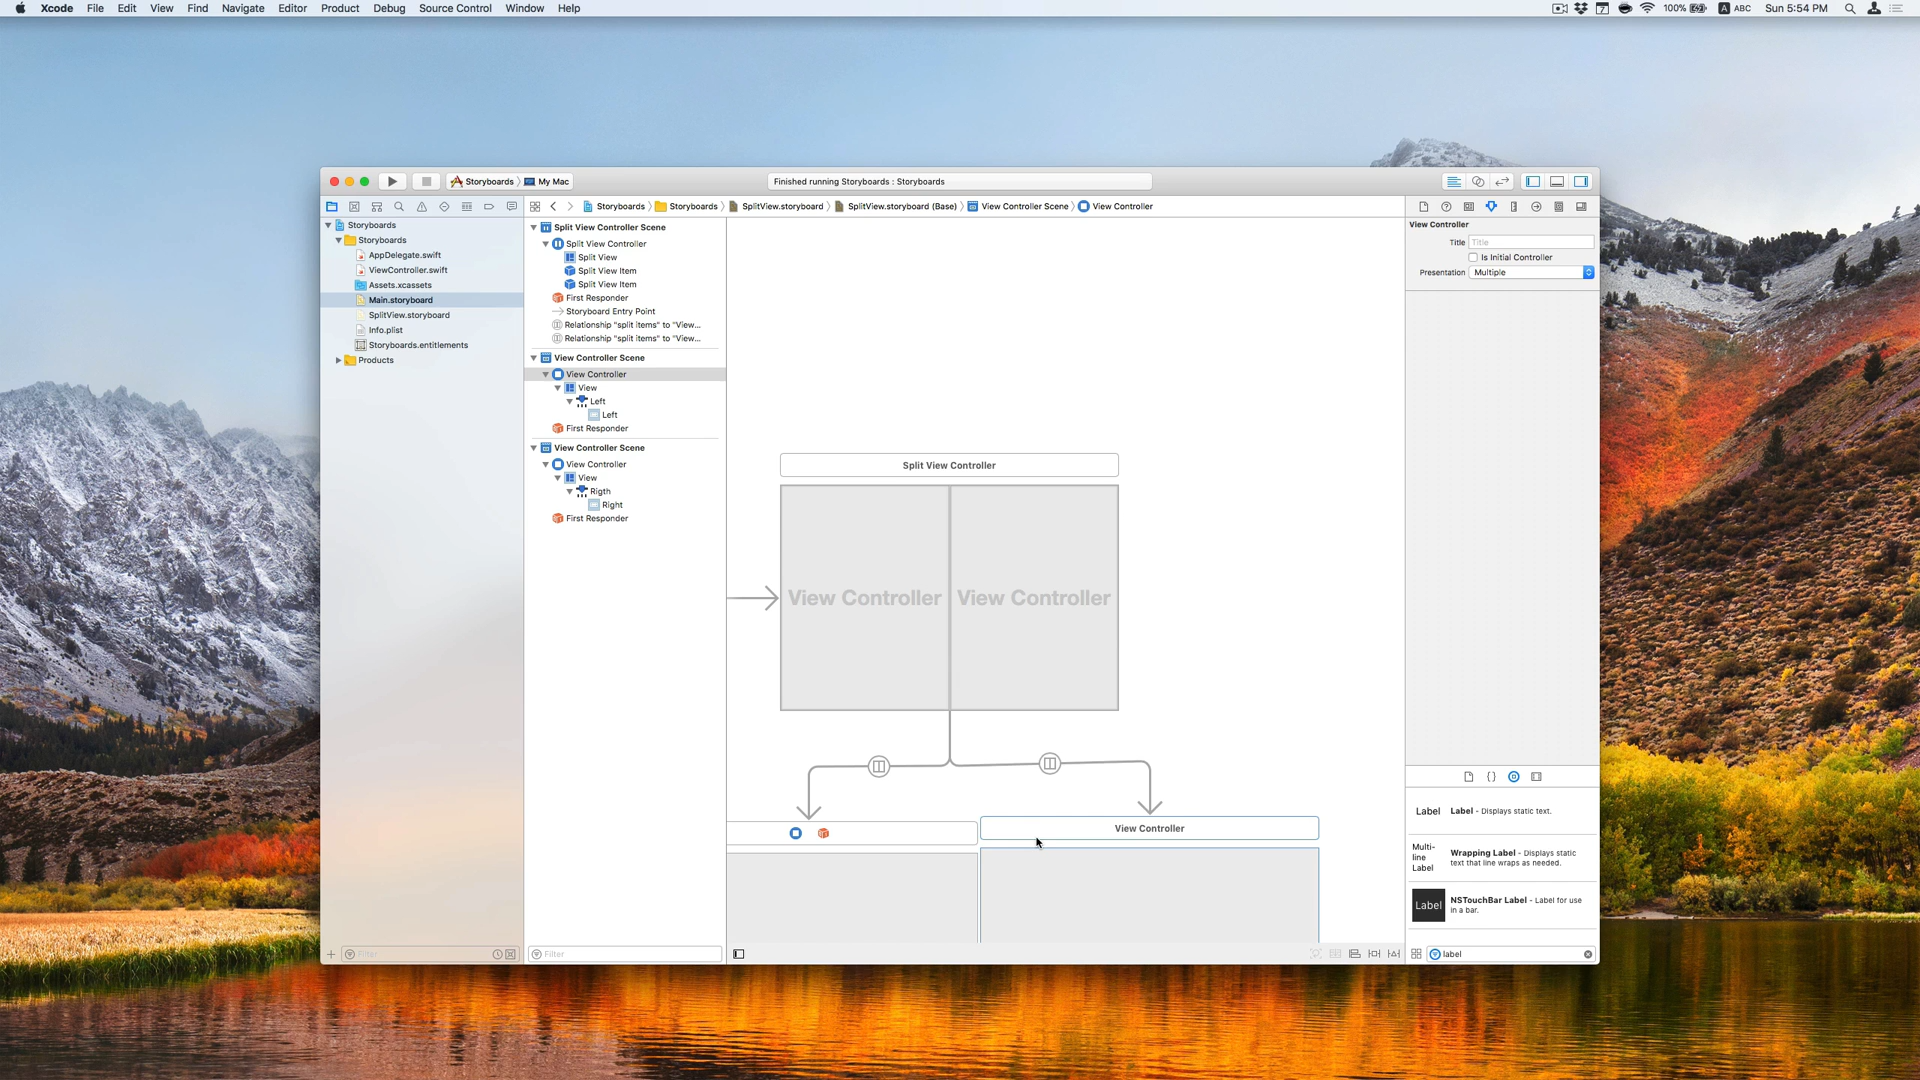 Xcode File Edit View Find Navigate Editor Product Debug Source Control Window Help
7 100% A ABC Sun 5:54 PM
Storyboards My Mac
Finished running Storyboards : Storyboards
Storyboards Storyboards SplitView.storyboard SplitView.storyboard (Base) View Controller Scene View Controller
Storyboards
Storyboards
AppDelegate.swift
ViewController.swift
Assets.xcassets
Main.storyboard
SplitView.storyboard
Info.plist
Storyboards.entitlements
Products
Filter
Split View Controller Scene
Split View Controller
Split View
Split View Item
Split View Item
First Responder
Storyboard Entry Point
Relationship "split items" to "View...
Relationship "split items" to "View...
View Controller Scene
View Controller
View
Left
Left
First Responder
View Controller Scene
View Controller
View
Rigth
Right
First Responder
Filter
Split View Controller
View Controller
View Controller
View Controller
View Controller
Title Title
Is Initial Controller
Presentation Multiple
Label Label - Displays static text.
Multi-
line
Label
Wrapping Label - Displays static
text that line wraps as needed.
Label
NSTouchBar Label - Label for use
in a bar.
label